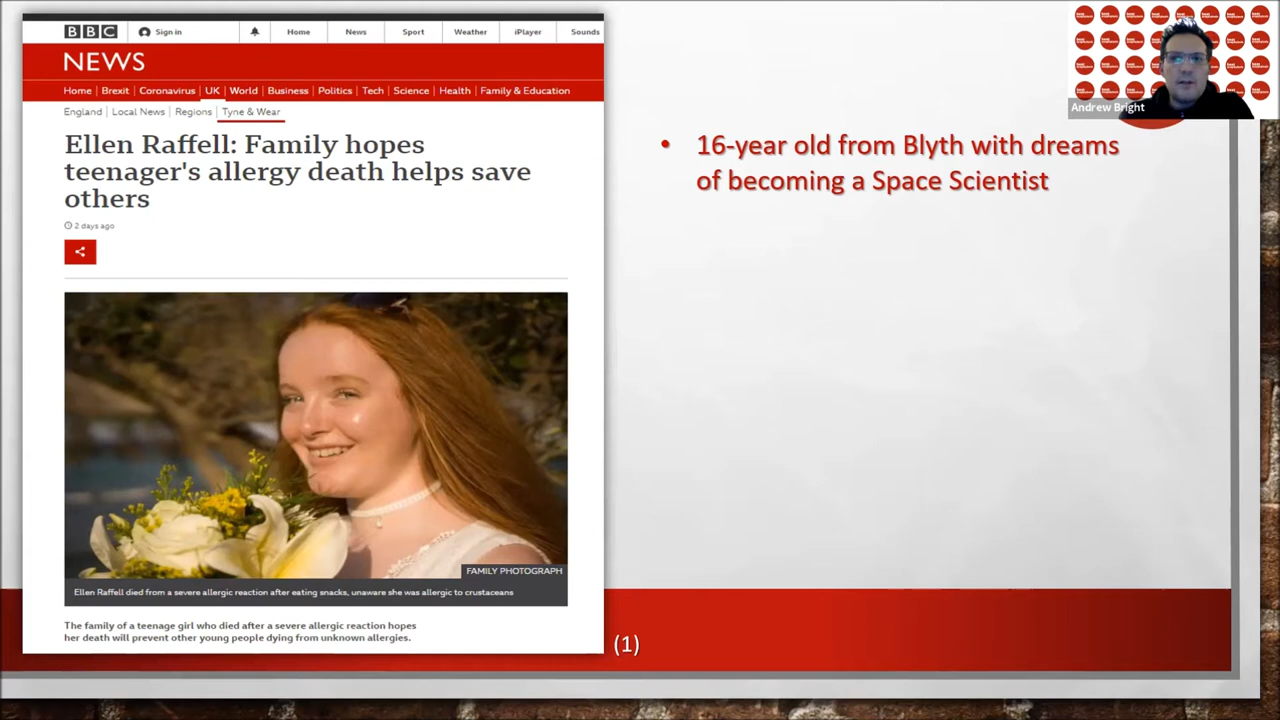 BBC Sign in Home News Sport Weather iPlayer Sounds
NEWS
Home Brexit Coronavirus UK World Business Politics Tech Science Health Family & Education
England Local News Regions Tyne & Wear
Ellen Raffell: Family hopes
teenager's allergy death helps save
others
2 days ago
FAMILY PHOTOGRAPH
Ellen Raffell died from a severe allergic reaction after eating snacks, unaware she was allergic to crustaceans
The family of a teenage girl who died after a severe allergic reaction hopes
her death will prevent other young people dying from unknown allergies.
(1)
• 16-year old from Blyth with dreams
of becoming a Space Scientist
Andrew Bright